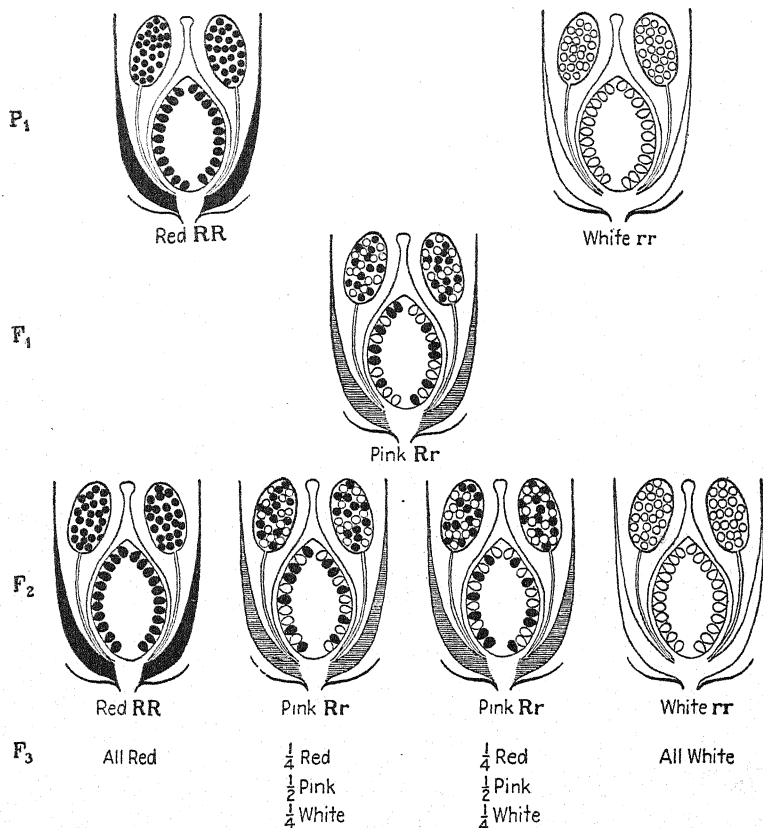 P₁
Red RR
White rr
F₁
Pink Rr
F₂
Red RR
Pink Rr
Pink Rr
White rr
F₃
All Red
1/4 Red
1/2 Pink
1/4 White
1/4 Red
1/2 Pink
1/4 White
All White